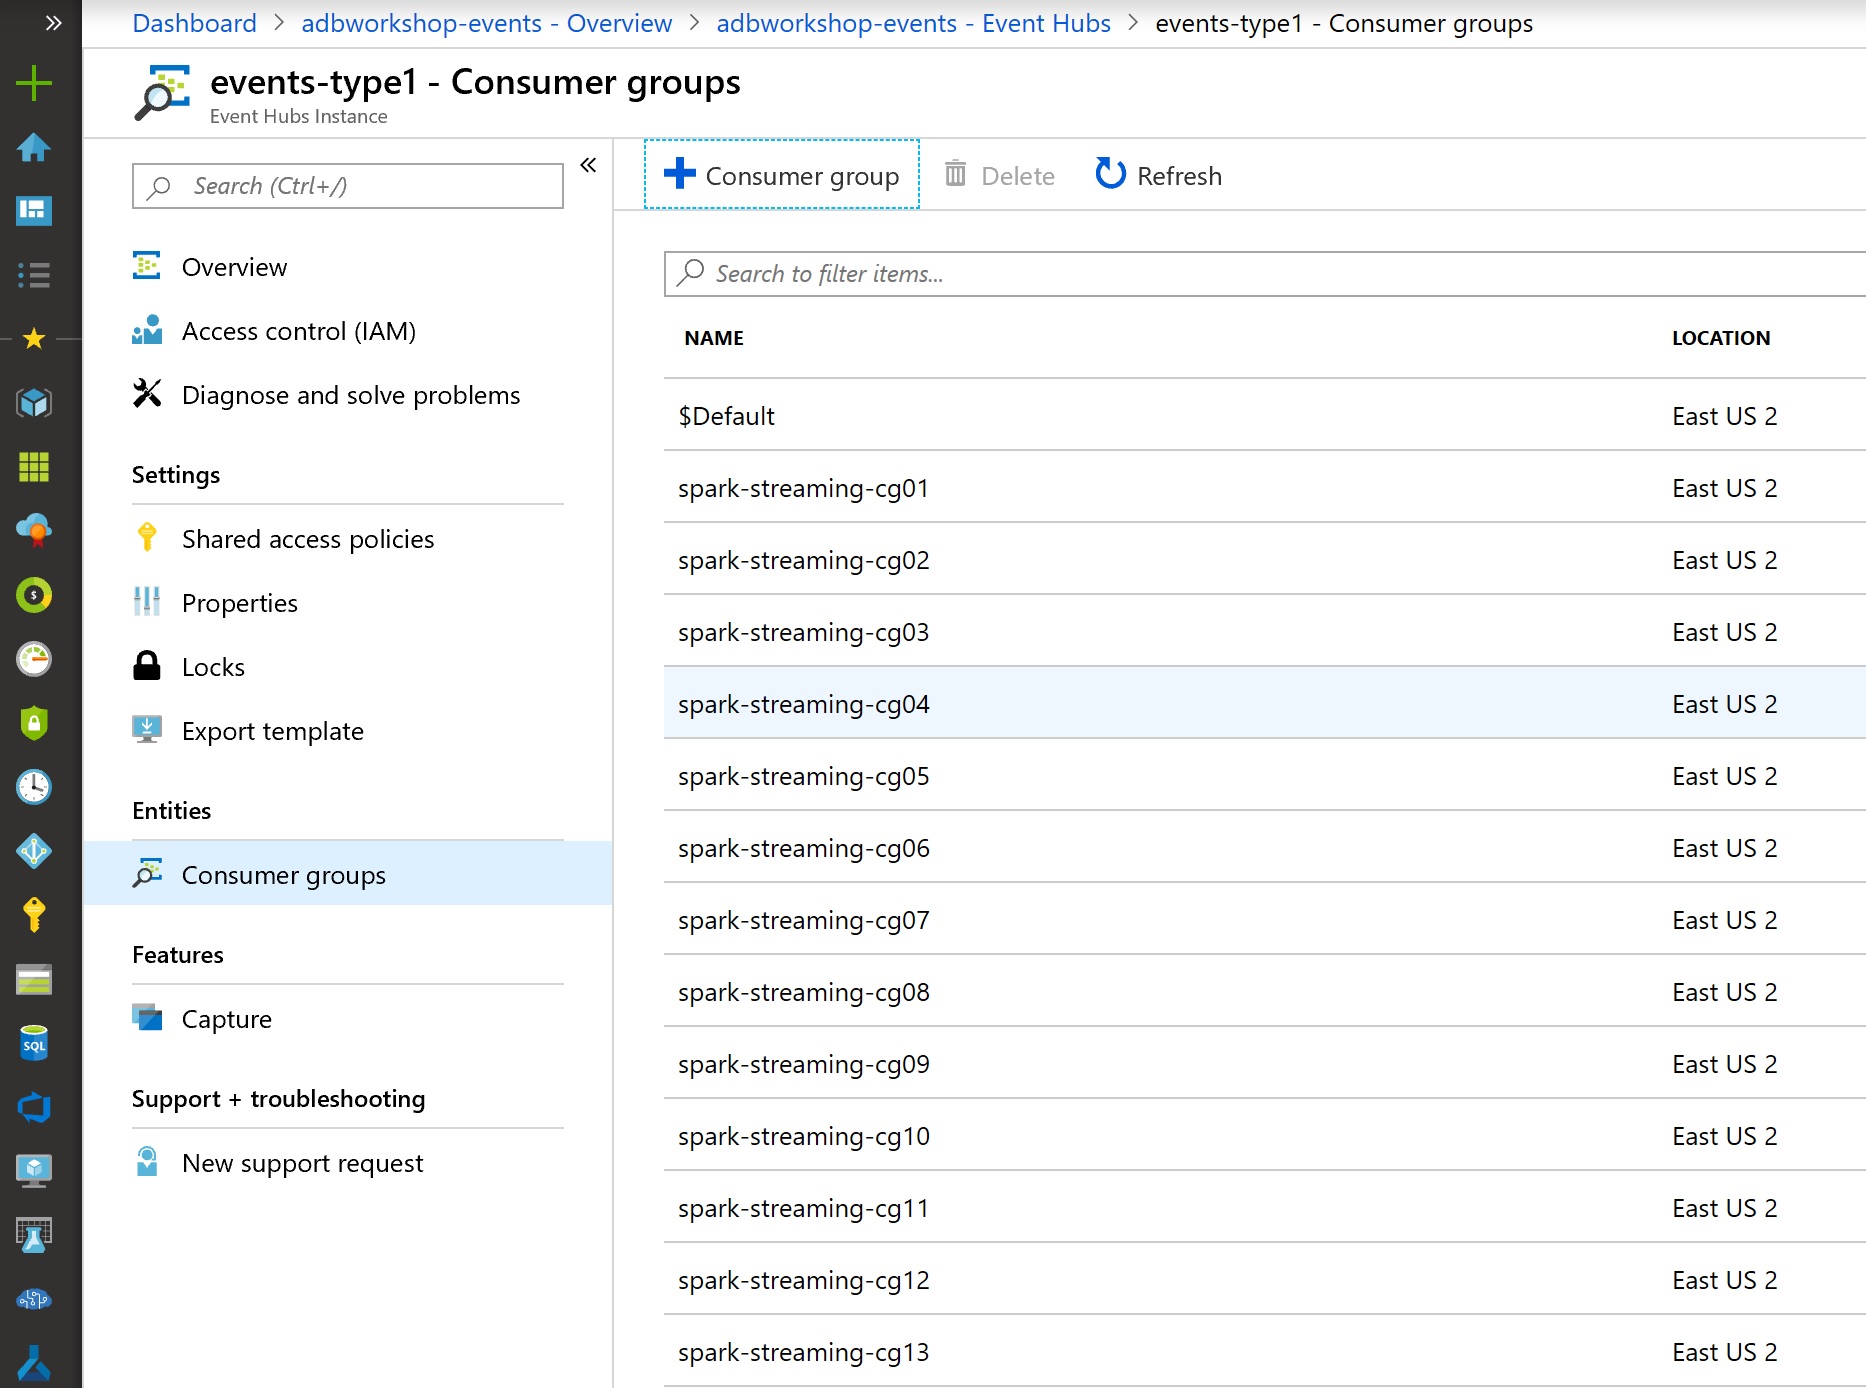 Dashboard > adbworkshop-events - Overview > adbworkshop-events - Event Hubs > events-type1 - Consumer groups
events-type1 - Consumer groups
Event Hubs Instance
Search (Ctrl+/)
Overview
Access control (IAM)
Diagnose and solve problems
Settings
Shared access policies
Properties
Locks
Export template
Entities
Consumer groups
Features
Capture
Support + troubleshooting
New support request
Consumer group Delete Refresh
Search to filter items...
NAME LOCATION
$Default East US 2
spark-streaming-cg01 East US 2
spark-streaming-cg02 East US 2
spark-streaming-cg03 East US 2
spark-streaming-cg04 East US 2
spark-streaming-cg05 East US 2
spark-streaming-cg06 East US 2
spark-streaming-cg07 East US 2
spark-streaming-cg08 East US 2
spark-streaming-cg09 East US 2
spark-streaming-cg10 East US 2
spark-streaming-cg11 East US 2
spark-streaming-cg12 East US 2
spark-streaming-cg13 East US 2
SQL